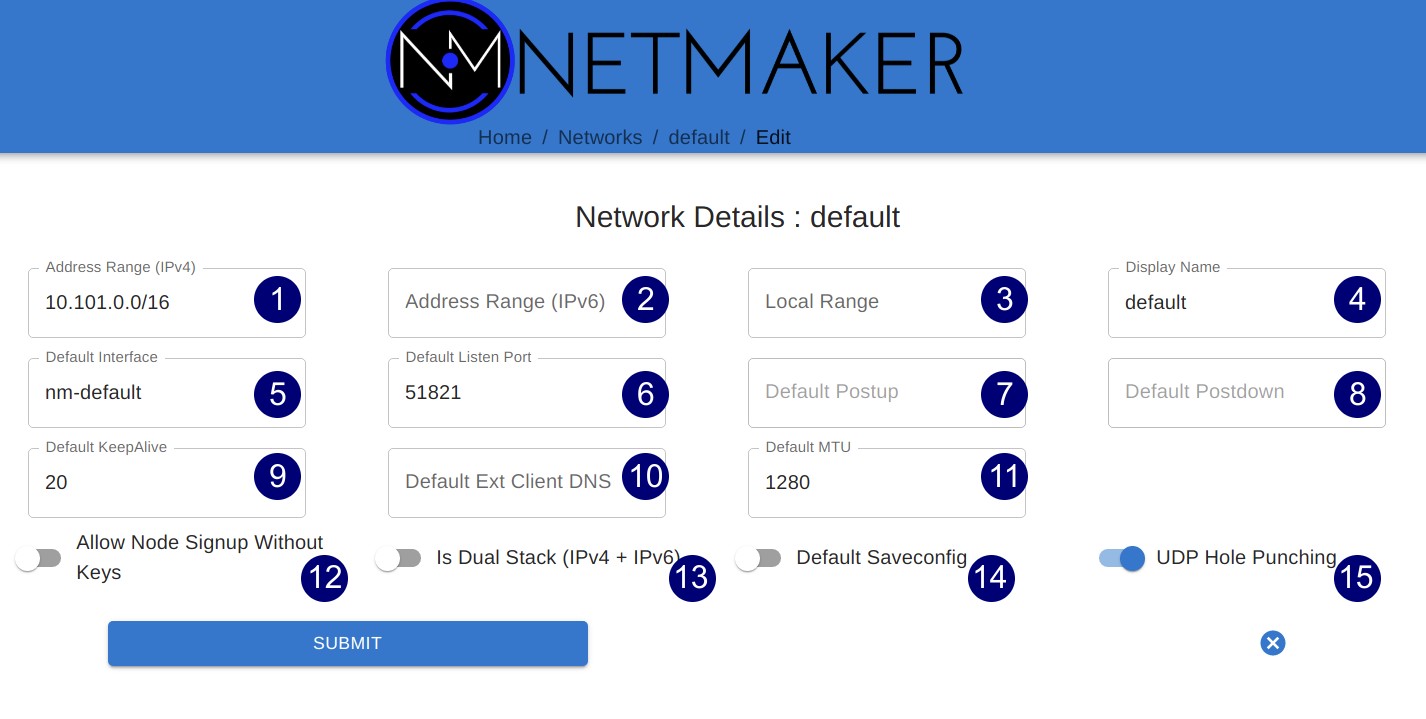 NM NETMAKER
Home / Networks / default / Edit
Network Details : default
Address Range (IPv4)
10.101.0.0/16
1
Address Range (IPv6)
2
Local Range
3
Display Name
default
4
Default Interface
nm-default
5
Default Listen Port
51821
6
Default Postup
7
Default Postdown
8
Default KeepAlive
20
9
Default Ext Client DNS
10
Default MTU
1280
11
Allow Node Signup Without
Keys
12
Is Dual Stack (IPv4 + IPv6)
13
Default Saveconfig
14
UDP Hole Punching
15
SUBMIT